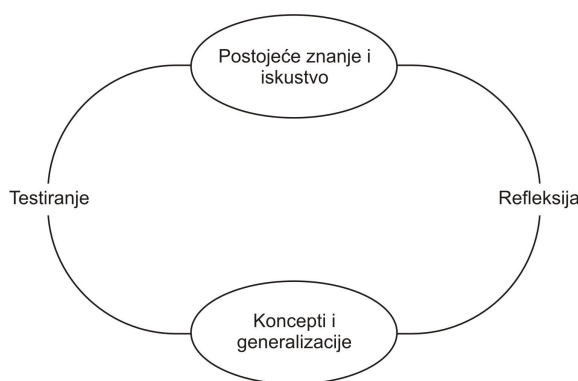 Postojeće znanje i
iskustvo
Testiranje
Refleksija
Koncepti i
generalizacije